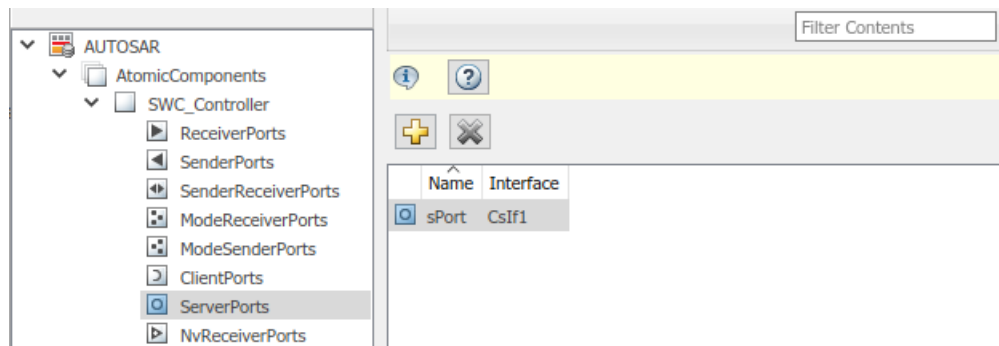 Filter Contents
AUTOSAR
AtomicComponents
SWC_Controller
ReceiverPorts
SenderPorts
SenderReceiverPorts
ModeReceiverPorts
ModeSenderPorts
ClientPorts
ServerPorts
NvReceiverPorts
Name Interface
sPort CsIf1